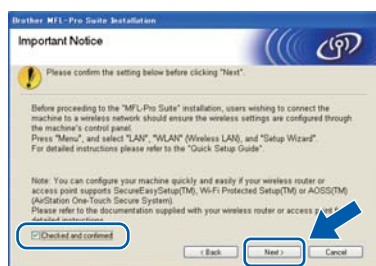 Brother MFL-Pro Suite Installation
Important Notice
Please confirm the setting below before clicking "Next".
Before proceeding to the "MFL-Pro Suite" installation, users wishing to connect the
machine to a wireless network should ensure the wireless settings are configured through
the machine's control panel.
Press "Menu", and select "LAN", "WLAN" (Wireless LAN), and "Setup Wizard".
For detailed instructions please refer to the "Quick Setup Guide".
Note: You can configure your machine quickly and easily if your wireless router or
access point supports SecureEasySetup(TM), Wi-Fi Protected Setup(TM) or AOSS(TM)
(AirStation One-Touch Secure System).
Please refer to the documentation supplied with your wireless router or access point for
detailed instructions.
Checked and confirmed
< Back
Next >
Cancel